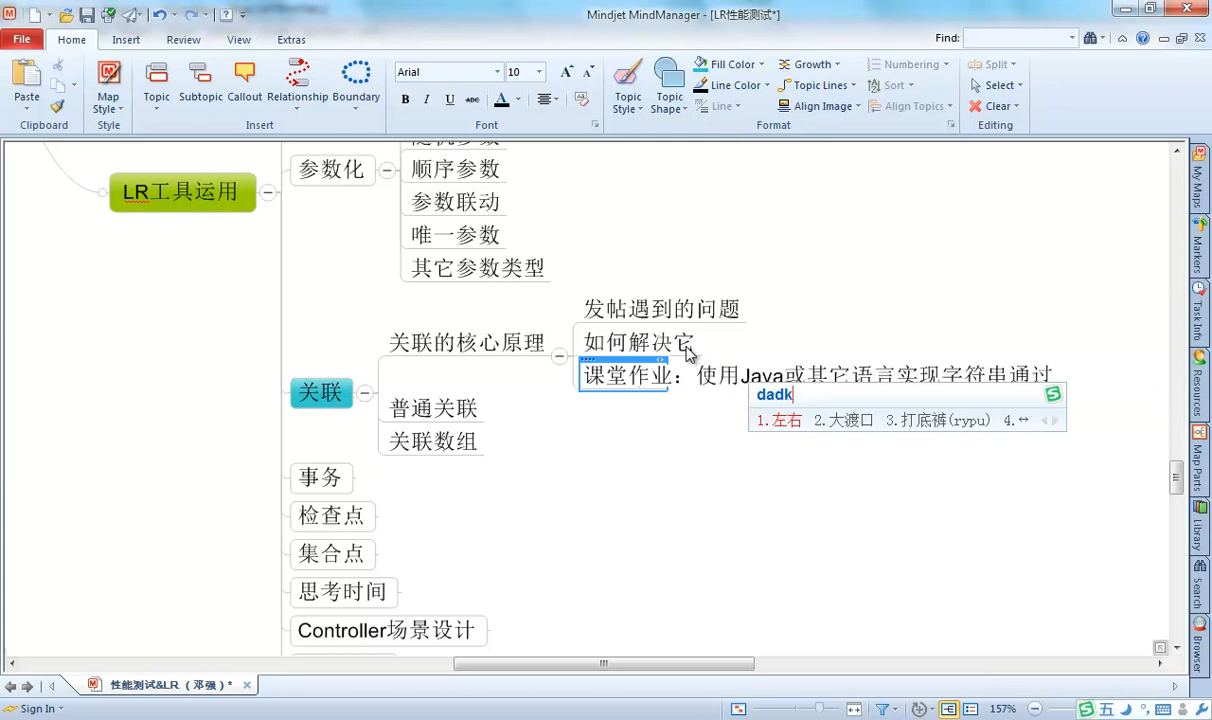 Mindjet MindManager - [LR性能测试*]
File
Home
Insert
Review
View
Extras
Find:
Paste
Map
Style
Topic
Subtopic
Callout
Relationship
Boundary
Arial
10
B
I
U
abc
A
Topic
Style
Topic
Shape
Fill Color
Line Color
Line
Growth
Topic Lines
Align Image
Numbering
Sort
Align Topics
Split
Select
Clear
Clipboard
Style
Insert
Font
Format
Editing
随机参数
参数化
顺序参数
LR工具运用
参数联动
唯一参数
其它参数类型
发帖遇到的问题
关联的核心原理
如何解决它
课堂作业：使用Java或其它语言实现字符串通过
dadk
1.左右 2.大渡口 3.打底裤(rypu) 4.↔
关联
普通关联
关联数组
事务
检查点
集合点
思考时间
Controller场景设计
My Maps
Markers
Task Info
Resources
Map Parts
Library
Search
Browser
性能测试&LR（邓强）*
Sign In
157%
五